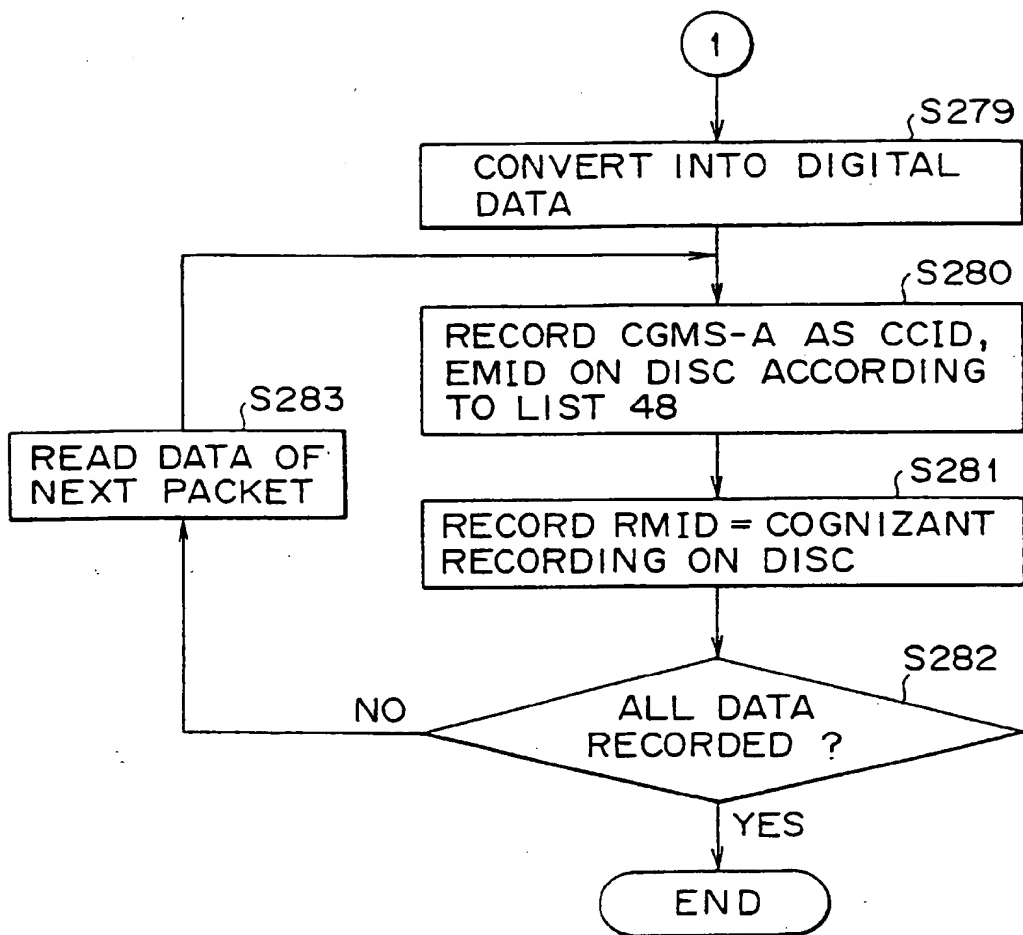 1
S279
CONVERT INTO DIGITAL
DATA
S280
RECORD CGMS-A AS CCID,
EMID ON DISC ACCORDING
TO LIST 48
S283
READ DATA OF
NEXT PACKET
S281
RECORD RMID = COGNIZANT
RECORDING ON DISC
S282
NO
ALL DATA
RECORDED ?
YES
END